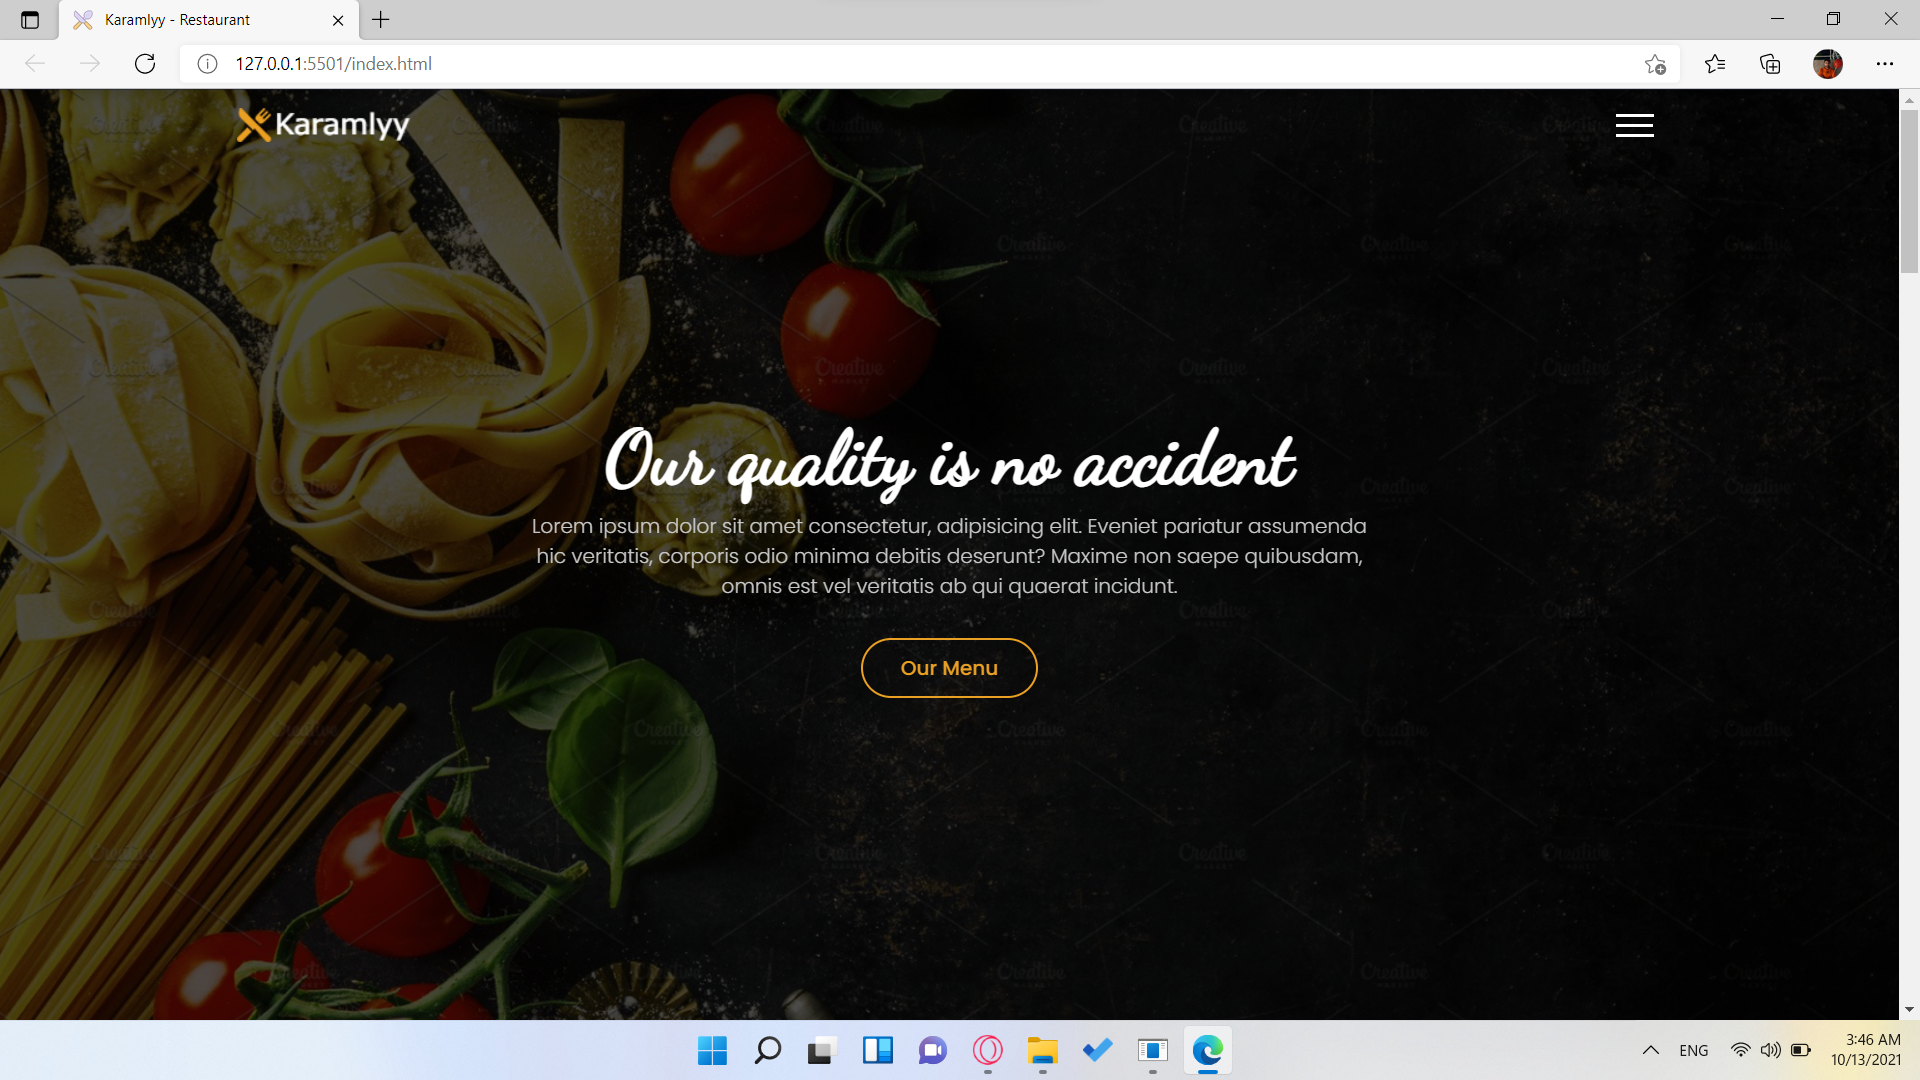 Karamlyy - Restaurant
127.0.0.1:5501/index.html
Karamlyy
Our quality is no accident
Lorem ipsum dolor sit amet consectetur, adipisicing elit. Eveniet pariatur assumenda
hic veritatis, corporis odio minima debitis deserunt? Maxime non saepe quibusdam,
omnis est vel veritatis ab qui quaerat incidunt.
Our Menu
ENG
3:46 AM
10/13/2021